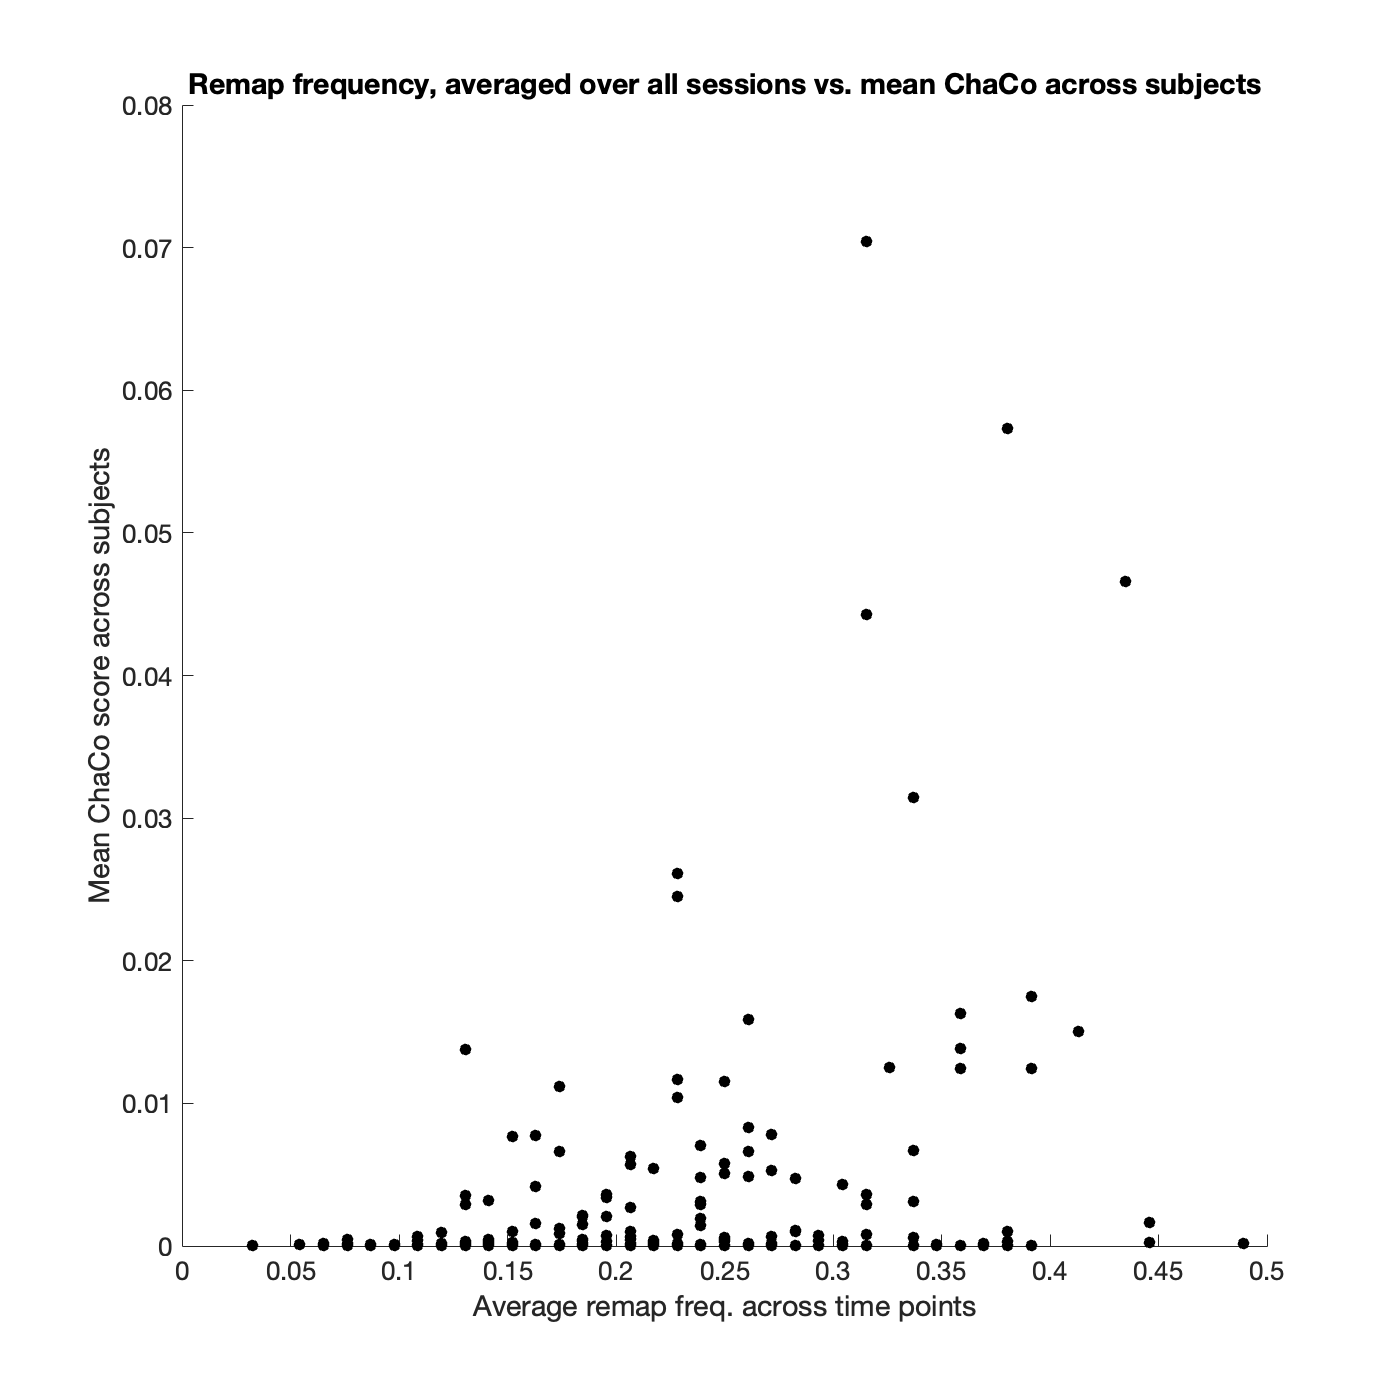 Remap frequency, averaged over all sessions vs. mean ChaCo across subjects
0.08
0.07
0.06
0.05
0.04
0.03
0.02
0.01
0
Mean ChaCo score across subjects
0 0.05 0.1 0.15 0.2 0.25 0.3 0.35 0.4 0.45 0.5
Average remap freq. across time points